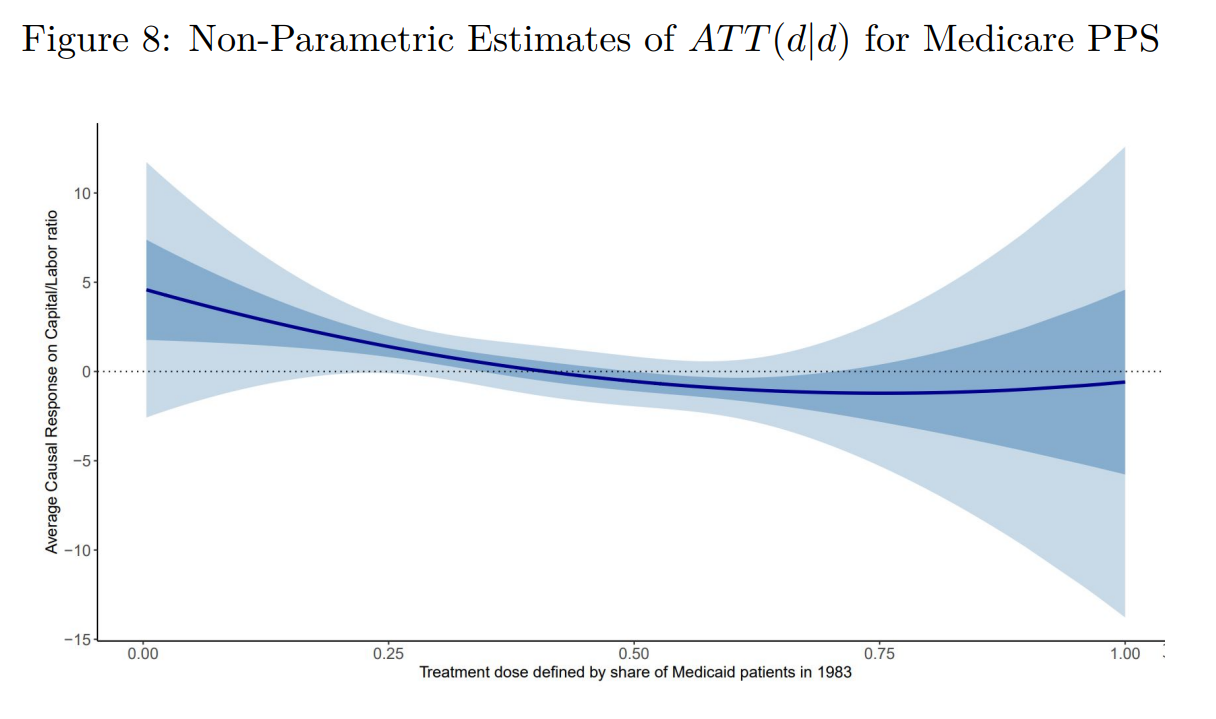 Figure 8: Non-Parametric Estimates of ATT(d|d) for Medicare PPS
Average Causal Response on Capital/Labor ratio
10
5
0
−5
−10
−15
0.00 0.25 0.50 0.75 1.00
Treatment dose defined by share of Medicaid patients in 1983